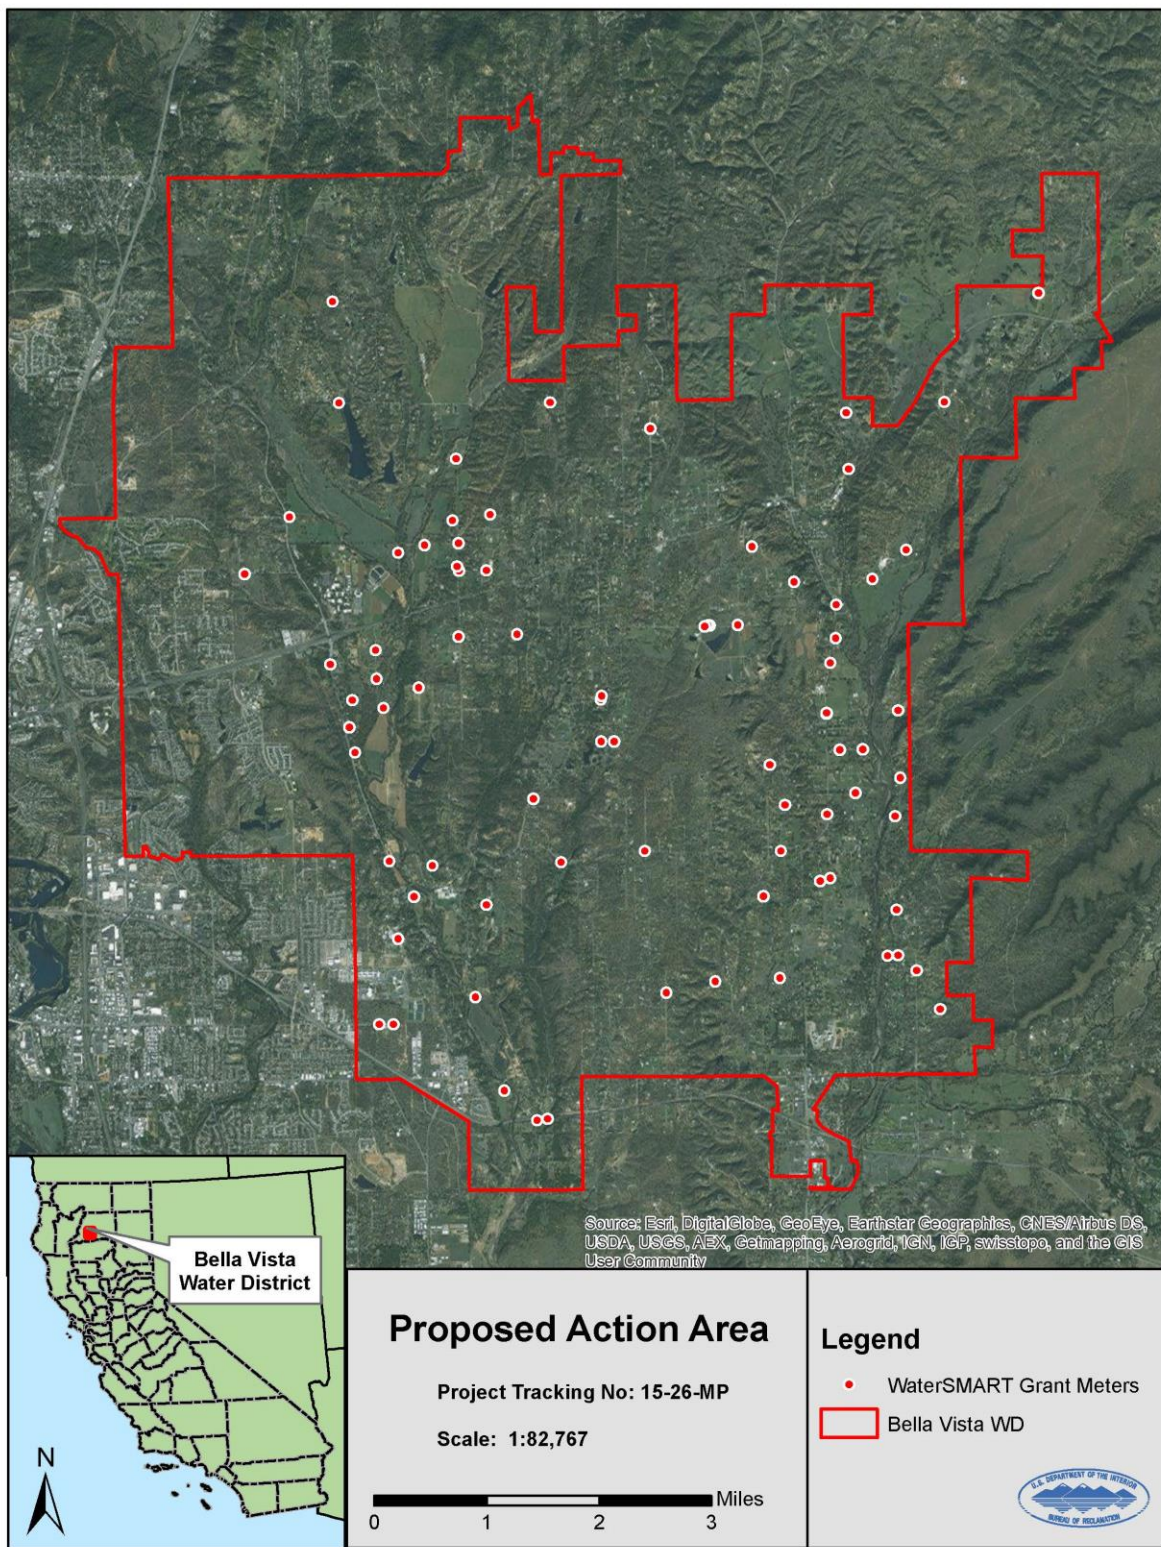 Source: Esri, DigitalGlobe, GeoEye, Earthstar Geographics, CNES/Airbus DS,
USDA, USGS, AEX, Getmapping, Aerogrid, IGN, IGP, swisstopo, and the GIS
User Community
Bella Vista
Water District
N
Proposed Action Area
Project Tracking No: 15-26-MP
Scale: 1:82,767
Miles
0 1 2 3
Legend
WaterSMART Grant Meters
Bella Vista WD
U.S. DEPARTMENT OF THE INTERIOR
BUREAU OF RECLAMATION